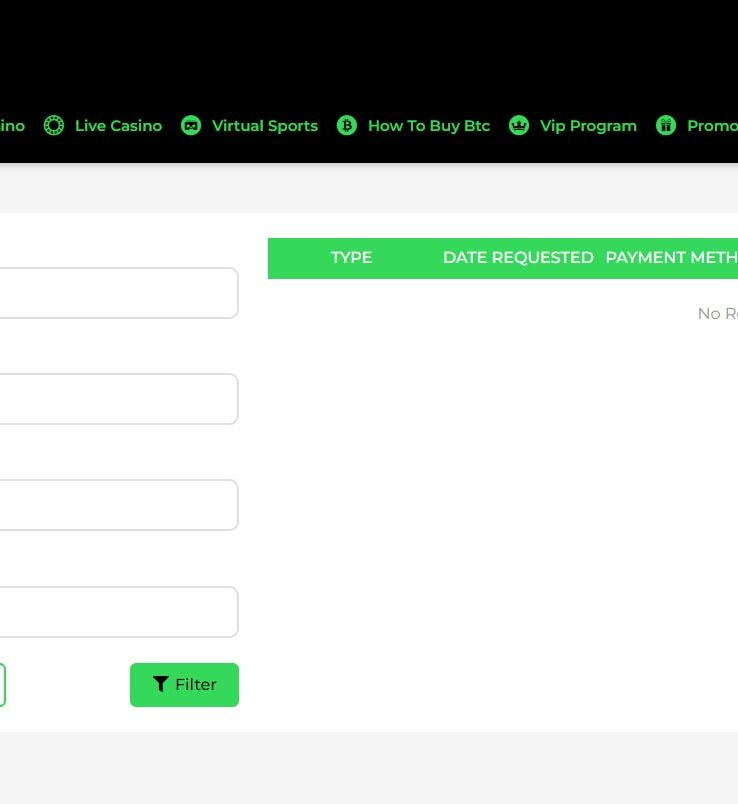 ino Live Casino Virtual Sports How To Buy Btc Vip Program Promo
TYPE DATE REQUESTED PAYMENT METH
No R
Filter